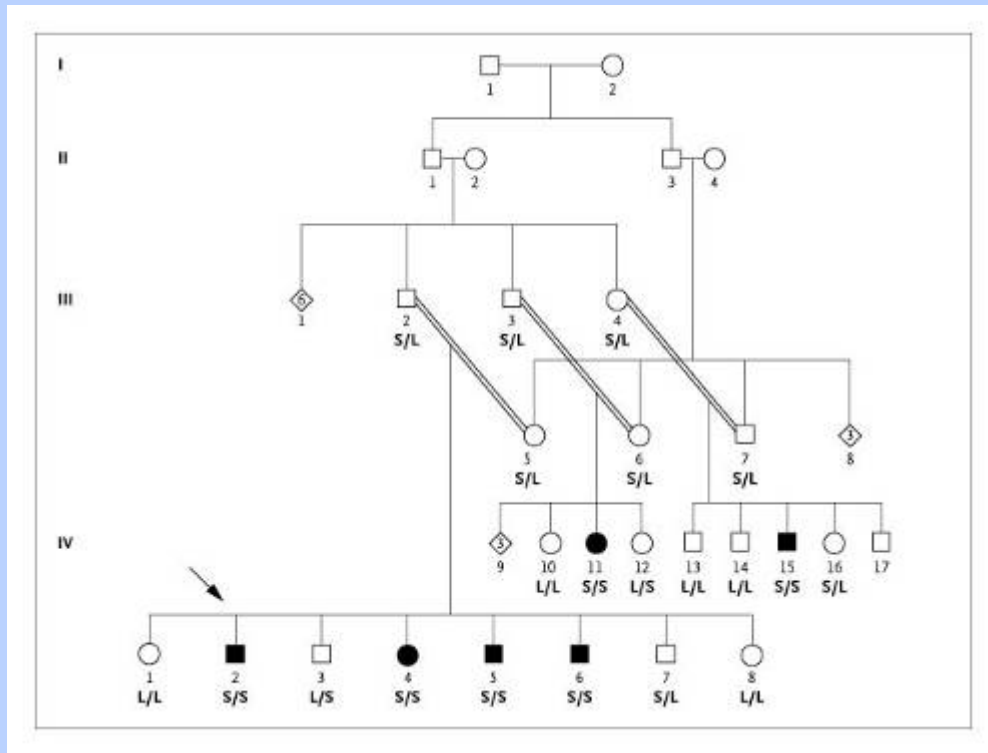 I
1 2
II
1 2 3 4
III
6 3
1 2 3 4 5 6 7 8
S/L S/L S/L S/L S/L S/L
IV
3
9 10 11 12 13 14 15 16 17
L/L S/S L/S L/L L/L S/S S/L
1 2 3 4 5 6 7 8
L/L S/S L/S S/S S/S S/S S/L L/L